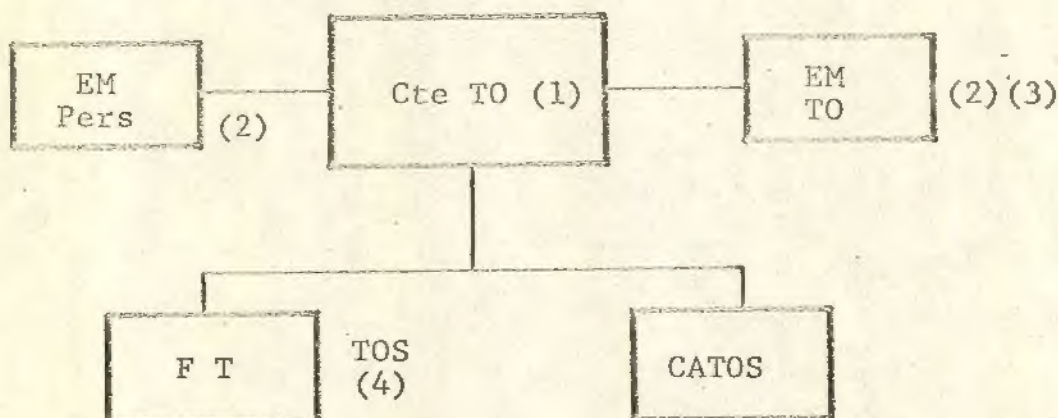 EM
Pers
(2)
Cte TO (1)
EM
TO
(2)(3)
F T
TOS
(4)
CATOS